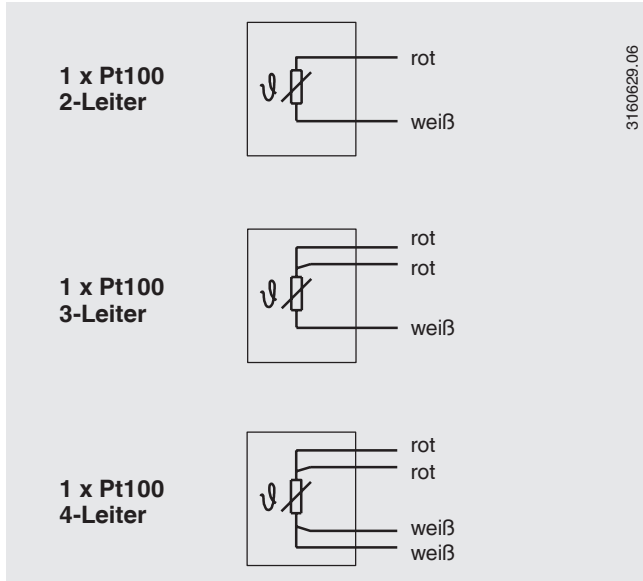 1 x Pt100
2-Leiter
ϑ
rot
weiß
3160629.06
1 x Pt100
3-Leiter
ϑ
rot
rot
weiß
1 x Pt100
4-Leiter
ϑ
rot
rot
weiß
weiß